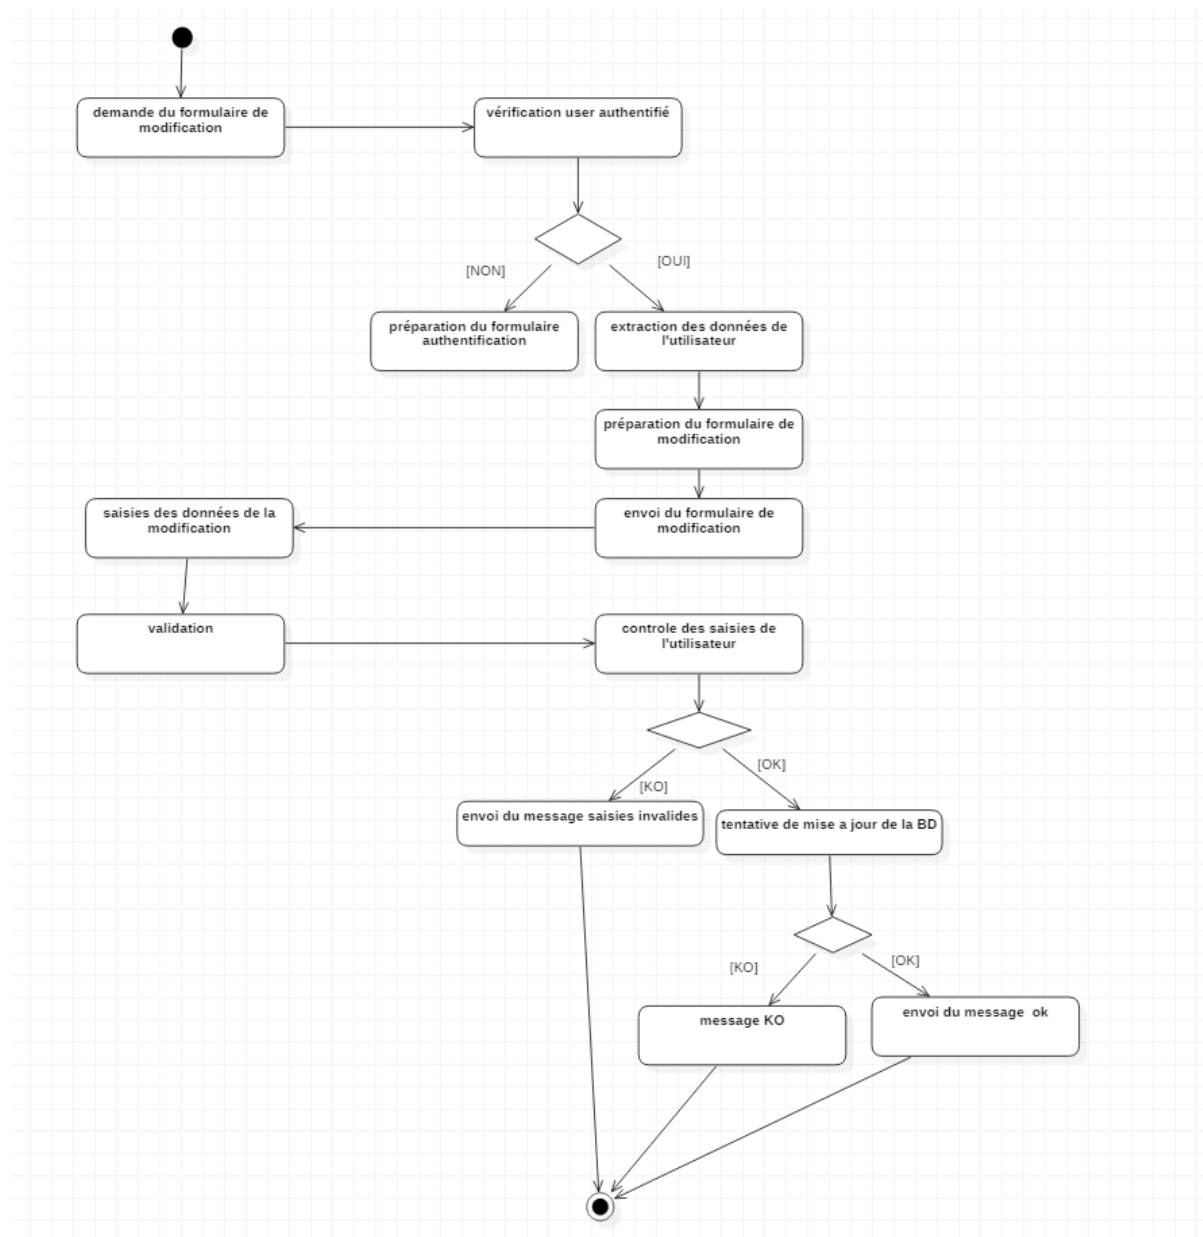 demande du formulaire de
modification
vérification user authentifié
[NON]
[OUI]
préparation du formulaire
authentification
extraction des données de
l'utilisateur
préparation du formulaire de
modification
saisies des données de la
modification
envoi du formulaire de
modification
validation
controle des saisies de
l'utilisateur
[KO]
[OK]
envoi du message saisies invalides
tentative de mise a jour de la BD
[KO]
[OK]
message KO
envoi du message  ok